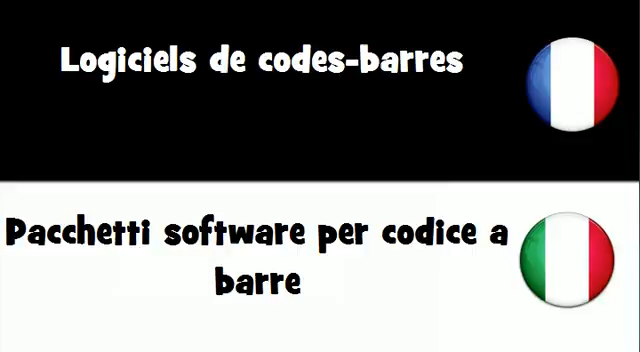 Logiciels de codes-barres
Pacchetti software per codice a
barre